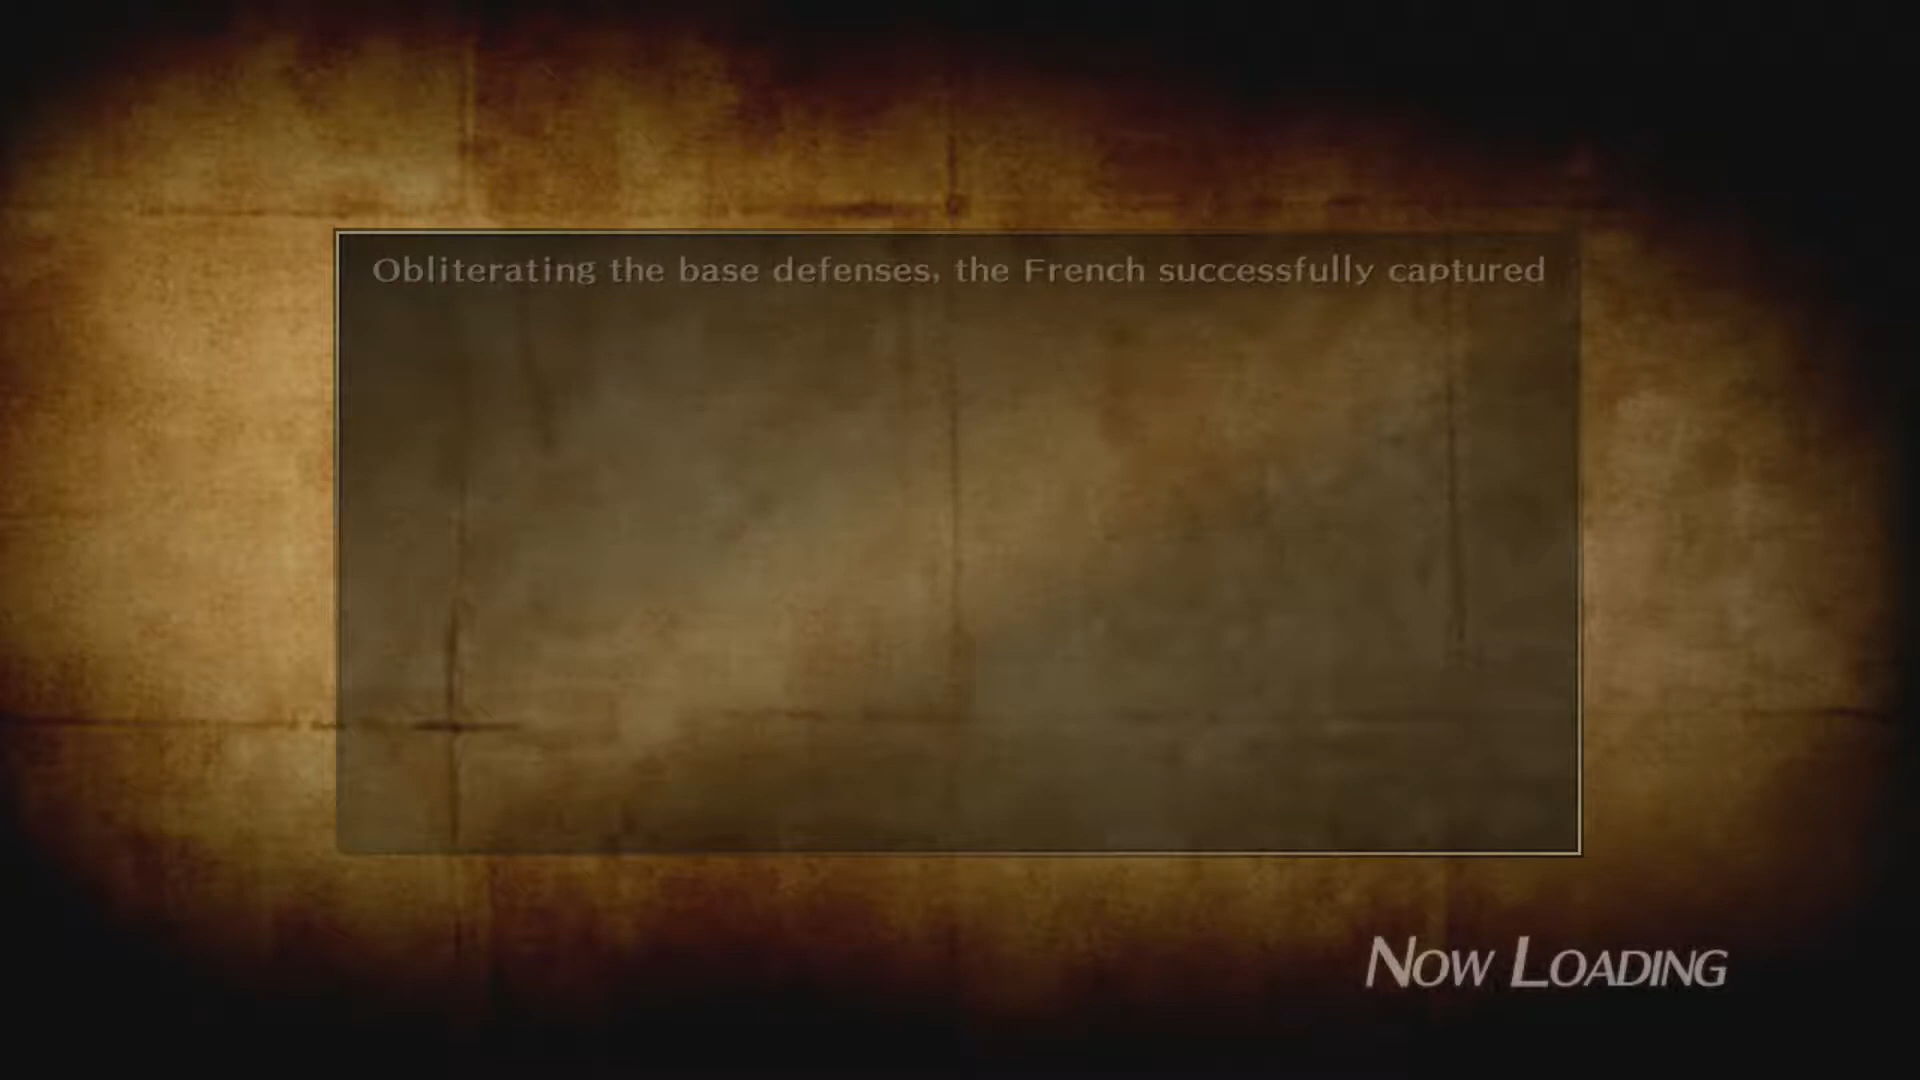 Obliterating the base defenses, the French successfully captured
NOW LOADING